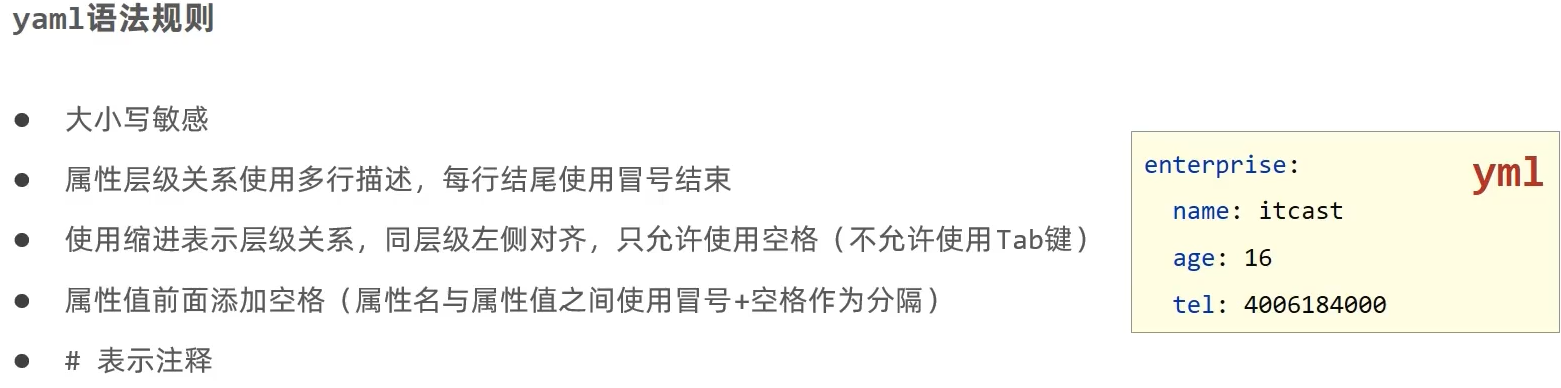 yaml语法规则
● 大小写敏感
● 属性层级关系使用多行描述，每行结尾使用冒号结束
● 使用缩进表示层级关系，同层级左侧对齐，只允许使用空格（不允许使用Tab键）
● 属性值前面添加空格（属性名与属性值之间使用冒号+空格作为分隔）
● # 表示注释
yml
enterprise:
  name: itcast
  age: 16
  tel: 4006184000